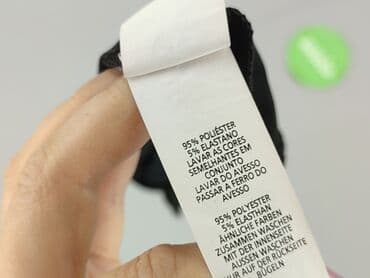 95% POLIÉSTER
5% ELASTANO
LAVAR AS CORES
SEMELHANTES EM
CONJUNTO
LAVAR DO AVESSO
PASSAR A FERRO DO
AVESSO
95% POLYESTER
5% ELASTHAN
ÄHNLICHE FARBEN
ZUSAMMEN WASCHEN
MIT DER INNENSEITE
AUSSEN WASCHEN
NUR AUF DER RÜCKSEITE
BÜGELN